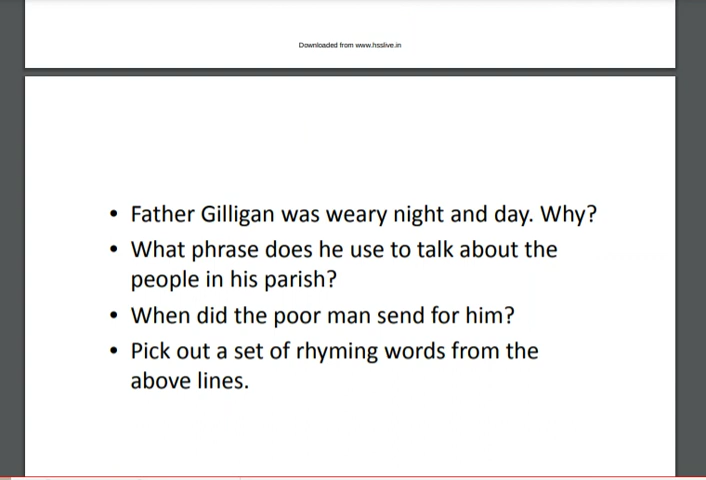 Downloaded from www.hsslive.in
• Father Gilligan was weary night and day. Why?
• What phrase does he use to talk about the
people in his parish?
• When did the poor man send for him?
• Pick out a set of rhyming words from the
above lines.